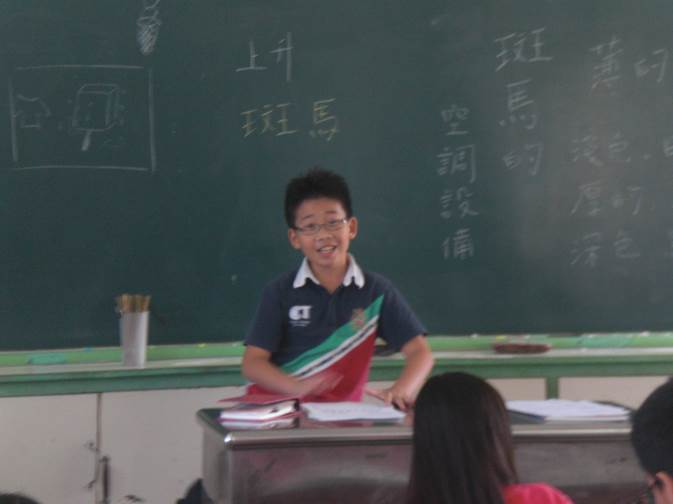 上升
斑馬
空調設備
斑馬的
薄的
淺色、
厚的
深色
CT